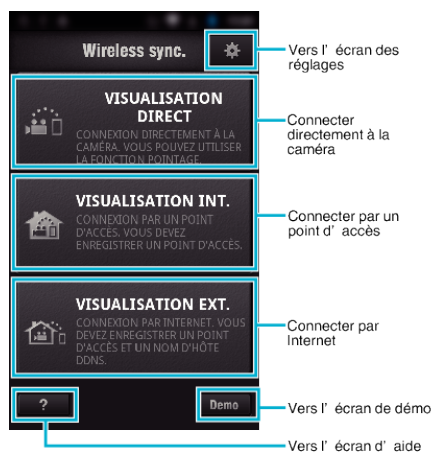 Wireless sync.
Vers l' écran des
réglages
VISUALISATION
DIRECT
CONNEXION DIRECTEMENT À LA
CAMÉRA. VOUS POUVEZ UTILISER
LA FONCTION POINTAGE.
Connecter
directement à la
caméra
VISUALISATION INT.
CONNEXION PAR UN POINT
D'ACCÈS. VOUS DEVEZ
ENREGISTRER UN POINT D'ACCÈS.
Connecter par un
point d' accès
VISUALISATION EXT.
CONNEXION PAR INTERNET. VOUS
DEVEZ ENREGISTRER UN POINT
D'ACCÈS ET UN NOM D'HÔTE
DDNS.
Connecter par
Internet
?
Demo
Vers l' écran de démo
Vers l' écran d' aide